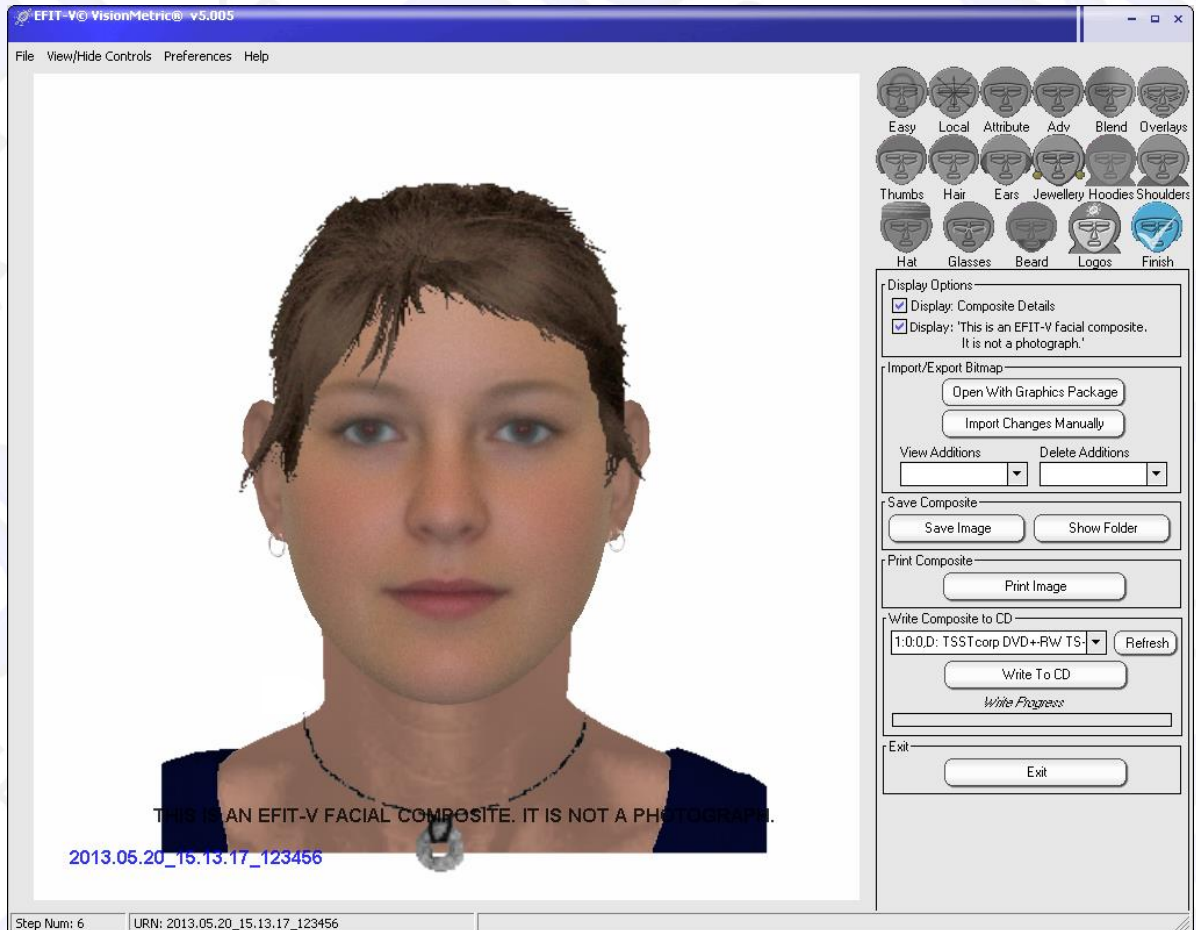 EFIT-V© VisionMetric® v5.005
File View/Hide Controls Preferences Help
Easy Local Attribute Adv Blend Overlays
Thumbs Hair Ears Jewellery Hoodies Shoulders
Hat Glasses Beard Logos Finish
Display Options
Display: Composite Details
Display: 'This is an EFIT-V facial composite.
It is not a photograph.'
Import/Export Bitmap
Open With Graphics Package
Import Changes Manually
View Additions Delete Additions
Save Composite
Save Image Show Folder
Print Composite
Print Image
Write Composite to CD
1:0:0,D: TSSTcorp DVD+-RW TS- Refresh
Write To CD
Write Progress
Exit
Exit
THIS IS AN EFIT-V FACIAL COMPOSITE. IT IS NOT A PHOTOGRAPH.
2013.05.20_15.13.17_123456
Step Num: 6 URN: 2013.05.20_15.13.17_123456